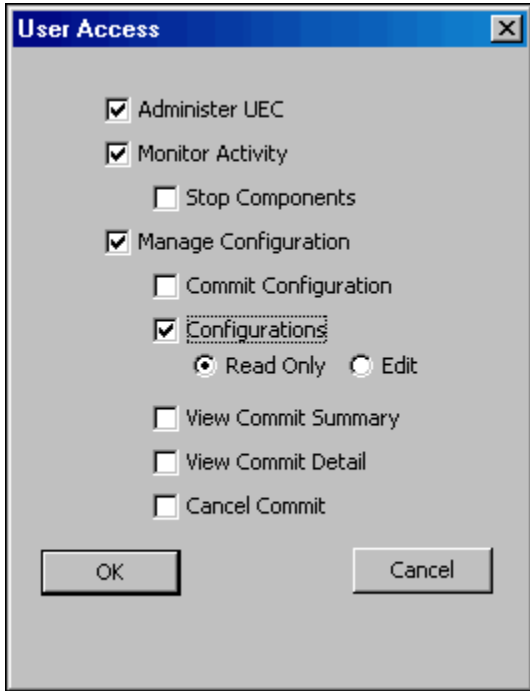 User Access
Administer UEC
Monitor Activity
Stop Components
Manage Configuration
Commit Configuration
Configurations
Read Only Edit
View Commit Summary
View Commit Detail
Cancel Commit
OK Cancel